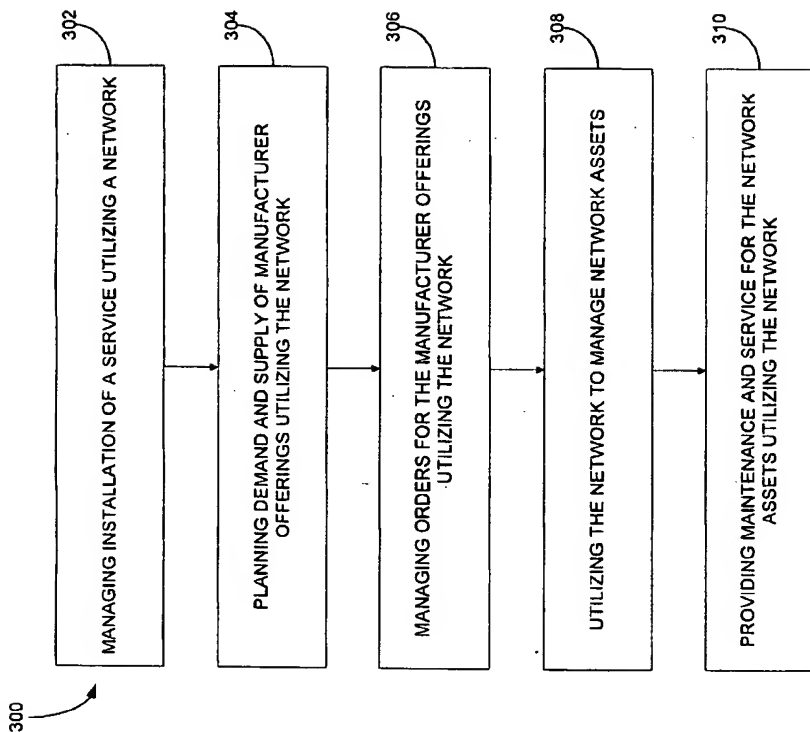 300
302
MANAGING INSTALLATION OF A SERVICE UTILIZING A NETWORK
304
PLANNING DEMAND AND SUPPLY OF MANUFACTURER
OFFERINGS UTILIZING THE NETWORK
306
MANAGING ORDERS FOR THE MANUFACTURER OFFERINGS
UTILIZING THE NETWORK
308
UTILIZING THE NETWORK TO MANAGE NETWORK ASSETS
310
PROVIDING MAINTENANCE AND SERVICE FOR THE NETWORK
ASSETS UTILIZING THE NETWORK